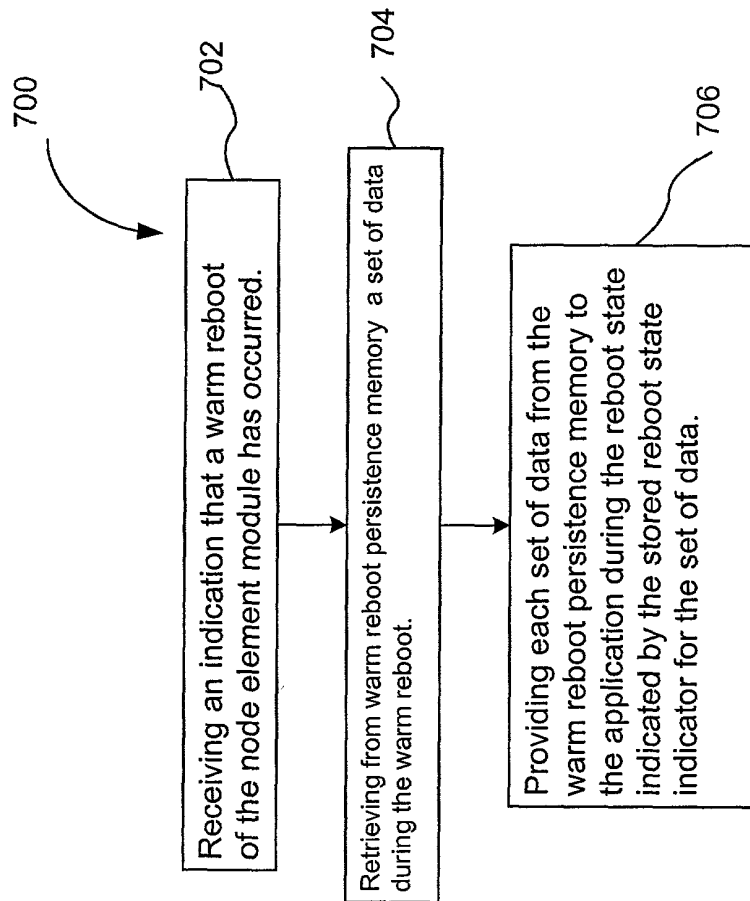 700
702
Receiving an indication that a warm reboot
of the node element module has occurred.
704
Retrieving from warm reboot persistence memory a set of data
during the warm reboot.
706
Providing each set of data from the
warm reboot persistence memory to
the application during the reboot state
indicated by the stored reboot state
indicator for the set of data.